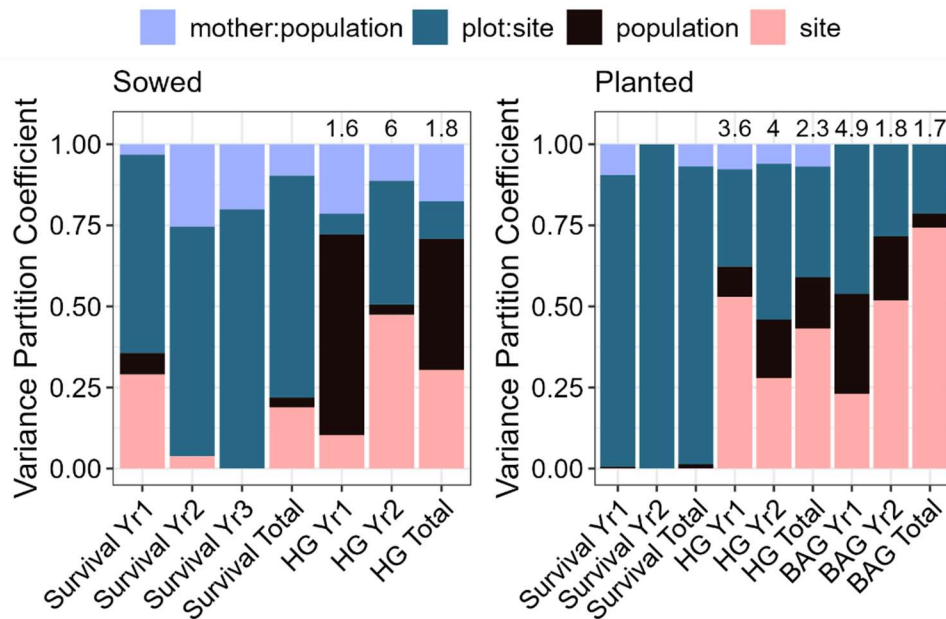 mother:population plot:site population site
Sowed
Planted
Variance Partition Coefficient
1.6 6 1.8
1.00
0.75
0.50
0.25
0.00
Survival Yr1
Survival Yr2
Survival Yr3
Survival Total
HG Yr1
HG Yr2
HG Total
Variance Partition Coefficient
3.6 4 2.3 4.9 1.8 1.7
1.00
0.75
0.50
0.25
0.00
Survival Yr1
Survival Yr2
Survival Total
HG Yr1
HG Yr2
HG Total
BAG Yr1
BAG Yr2
BAG Total